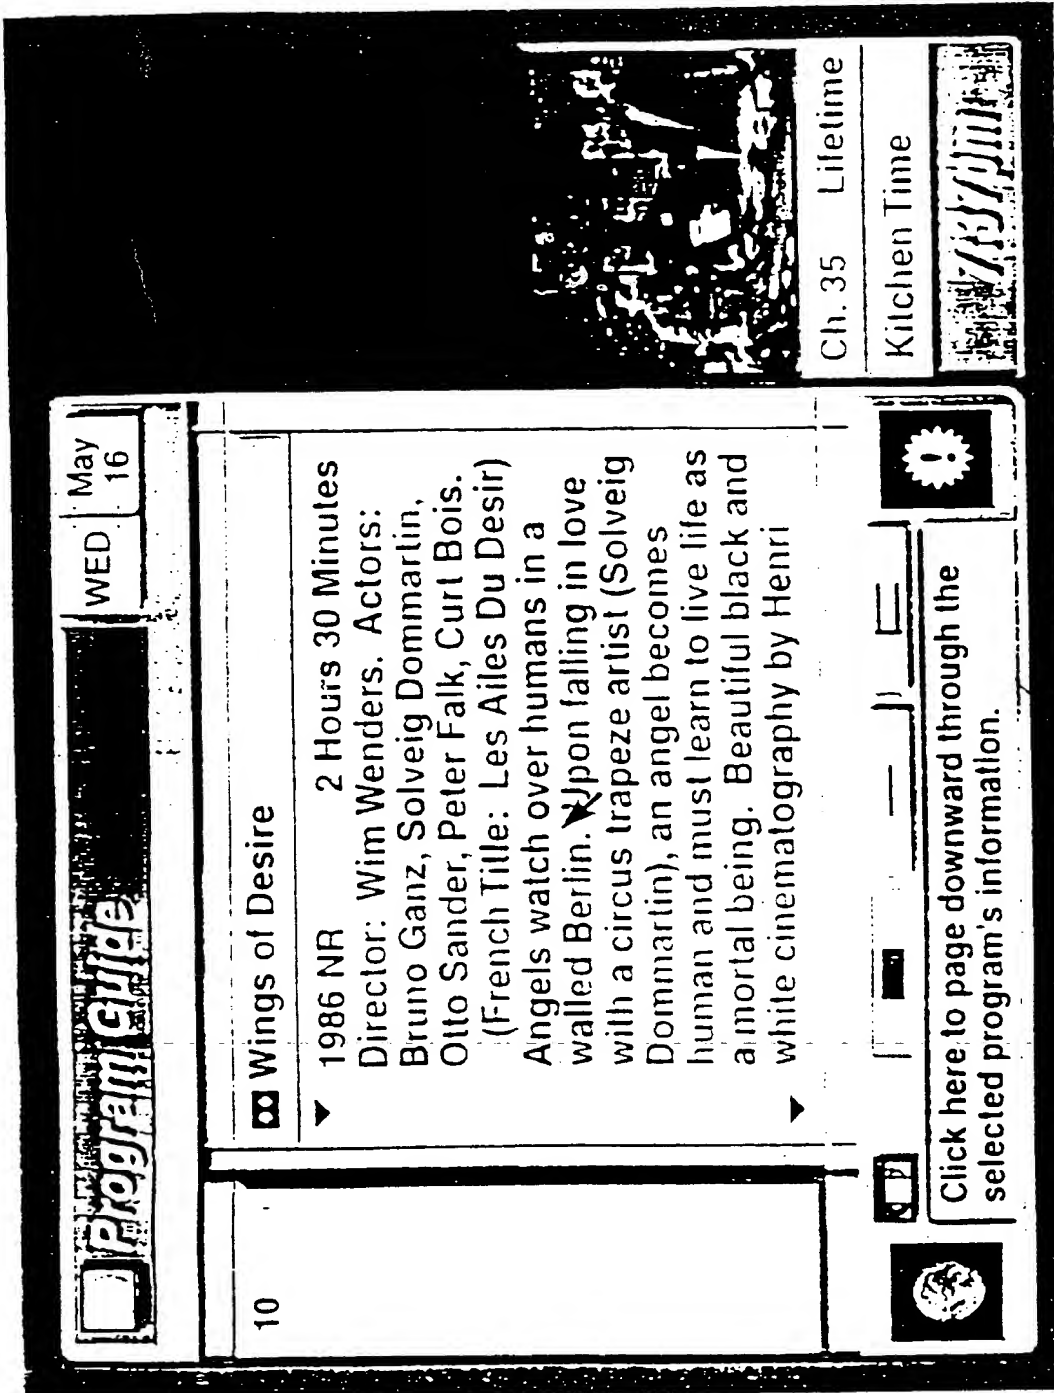 Program Guide
WED
May
16
10
Wings of Desire
1986 NR 2 Hours 30 Minutes
Director: Wim Wenders. Actors:
Bruno Ganz, Solveig Dommartin,
Otto Sander, Peter Falk, Curt Bois.
(French Title: Les Ailes Du Desir)
Angels watch over humans in a
walled Berlin. Upon falling in love
with a circus trapeze artist (Solveig
Dommartin), an angel becomes
human and must learn to live life as
a mortal being. Beautiful black and
white cinematography by Henri
!
Click here to page downward through the
selected program's information.
Ch. 35 Lifetime
Kitchen Time